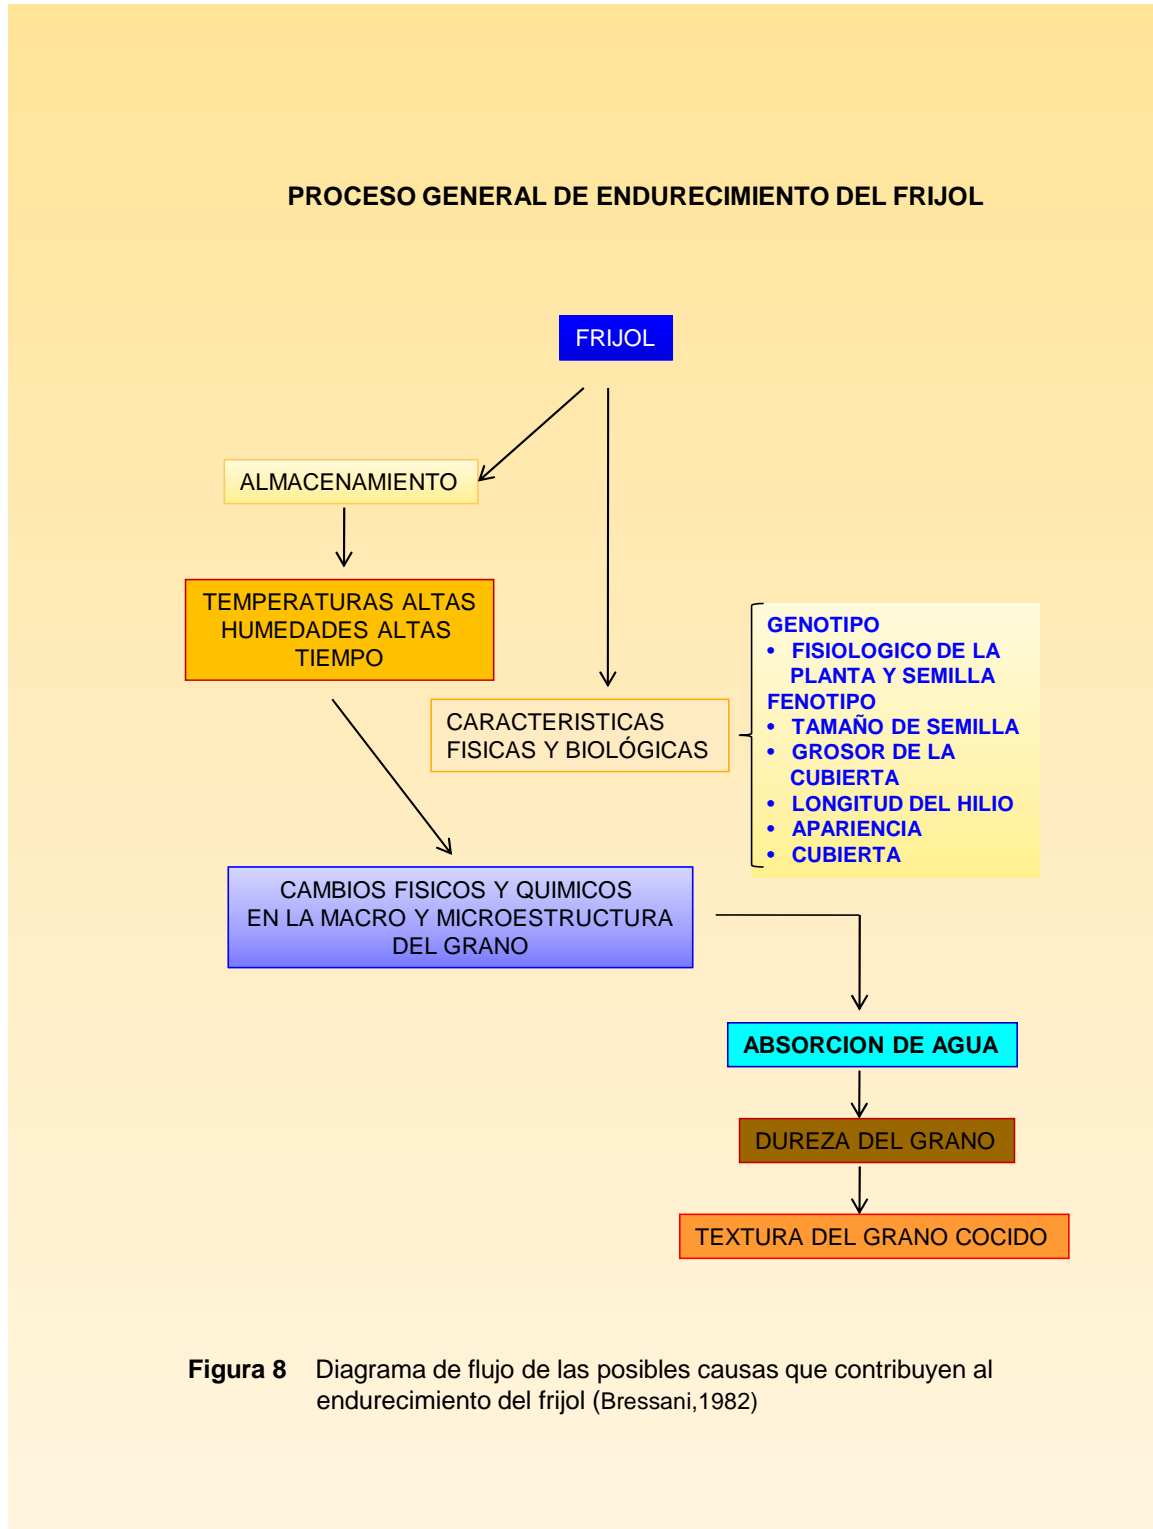 PROCESO GENERAL DE ENDURECIMIENTO DEL FRIJOL
FRIJOL
ALMACENAMIENTO
TEMPERATURAS ALTAS
HUMEDADES ALTAS
TIEMPO
CARACTERISTICAS
FISICAS Y BIOLÓGICAS
GENOTIPO
• FISIOLOGICO DE LA
PLANTA Y SEMILLA
FENOTIPO
• TAMAÑO DE SEMILLA
• GROSOR DE LA
CUBIERTA
• LONGITUD DEL HILIO
• APARIENCIA
• CUBIERTA
CAMBIOS FISICOS Y QUIMICOS
EN LA MACRO Y MICROESTRUCTURA
DEL GRANO
ABSORCION DE AGUA
DUREZA DEL GRANO
TEXTURA DEL GRANO COCIDO
Figura 8 Diagrama de flujo de las posibles causas que contribuyen al
endurecimiento del frijol (Bressani,1982)